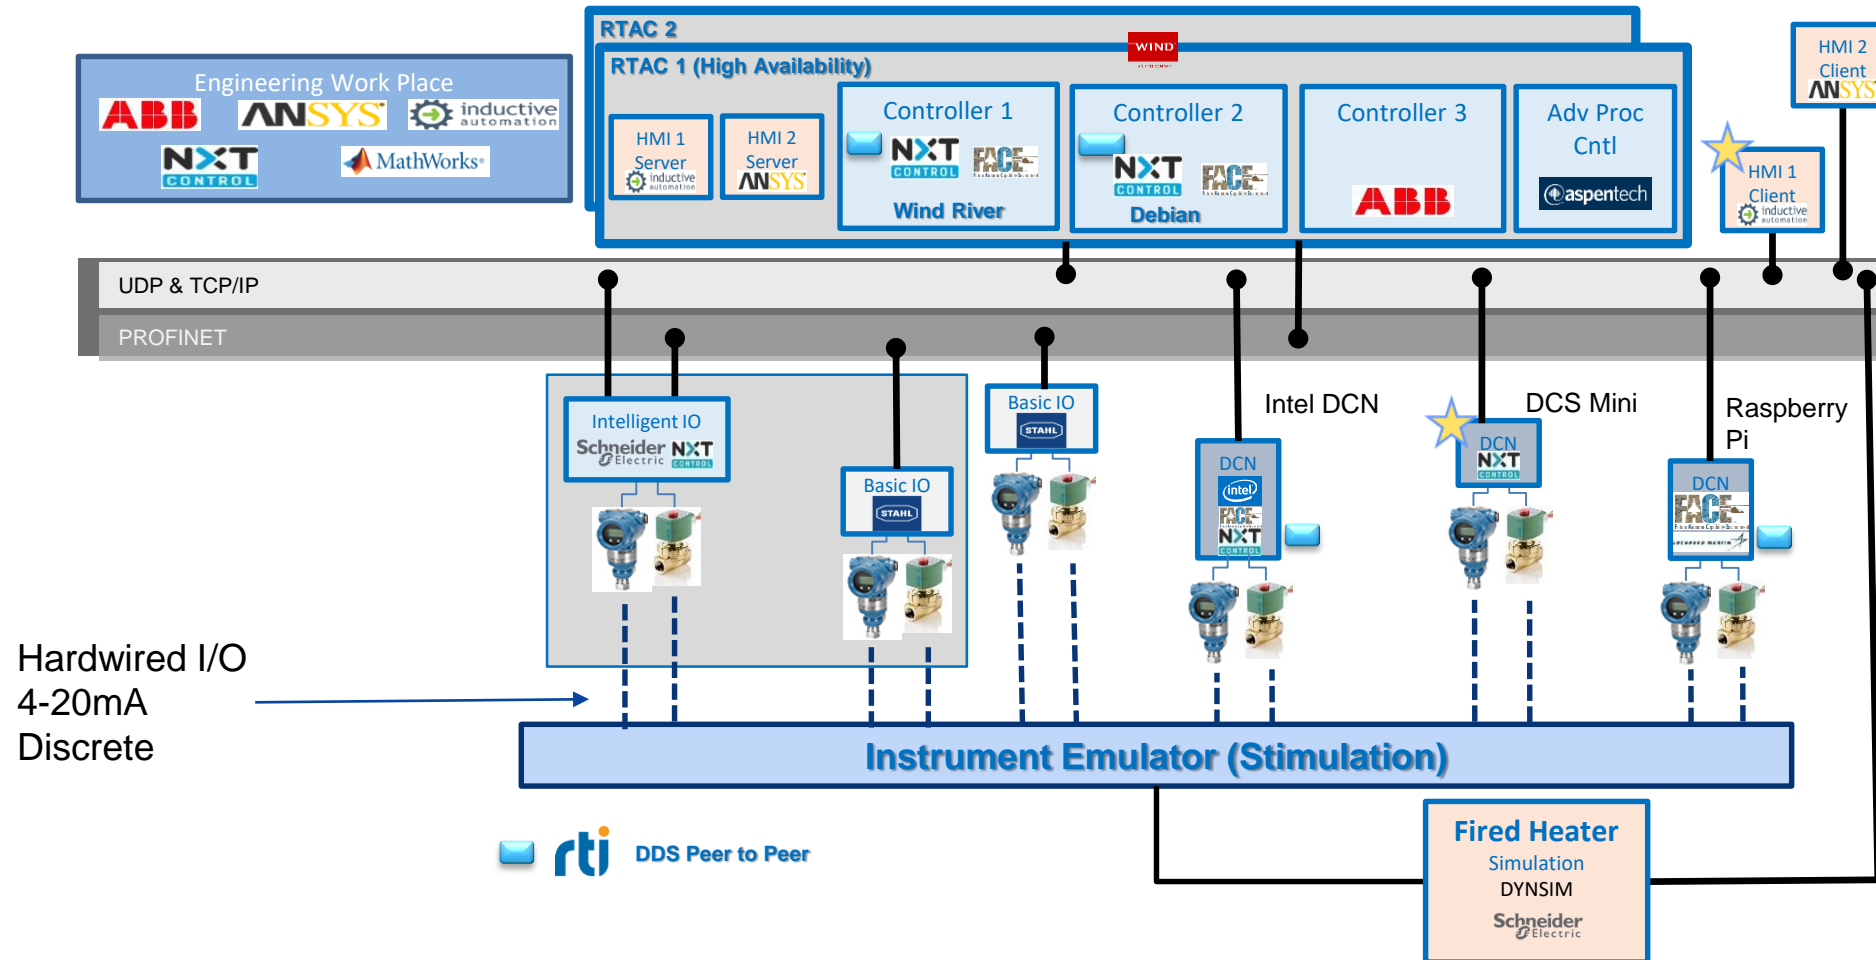 RTAC 2
WIND
RTAC 1 (High Availability)
Engineering Work Place
ABB
ANSYS
inductive
automation
NXT
CONTROL
MathWorks
HMI 1
Server
inductive
automation
HMI 2
Server
ANSYS
Controller 1
NXT
CONTROL
FACE
Wind River
Controller 2
NXT
CONTROL
FACE
Debian
Controller 3
ABB
Adv Proc
Cntl
aspentech
HMI 2
Client
ANSYS
HMI 1
Client
inductive
automation
UDP & TCP/IP
PROFINET
Intelligent IO
Schneider
Electric
NXT
CONTROL
Basic IO
STAHL
Basic IO
STAHL
Intel DCN
DCN
intel
FACE
NXT
CONTROL
DCS Mini
DCN
NXT
CONTROL
Raspberry
Pi
DCN
FACE
LOCKHEED MARTIN
Hardwired I/O
4-20mA
Discrete
Instrument Emulator (Stimulation)
rti
DDS Peer to Peer
Fired Heater
Simulation
DYNSIM
Schneider
Electric